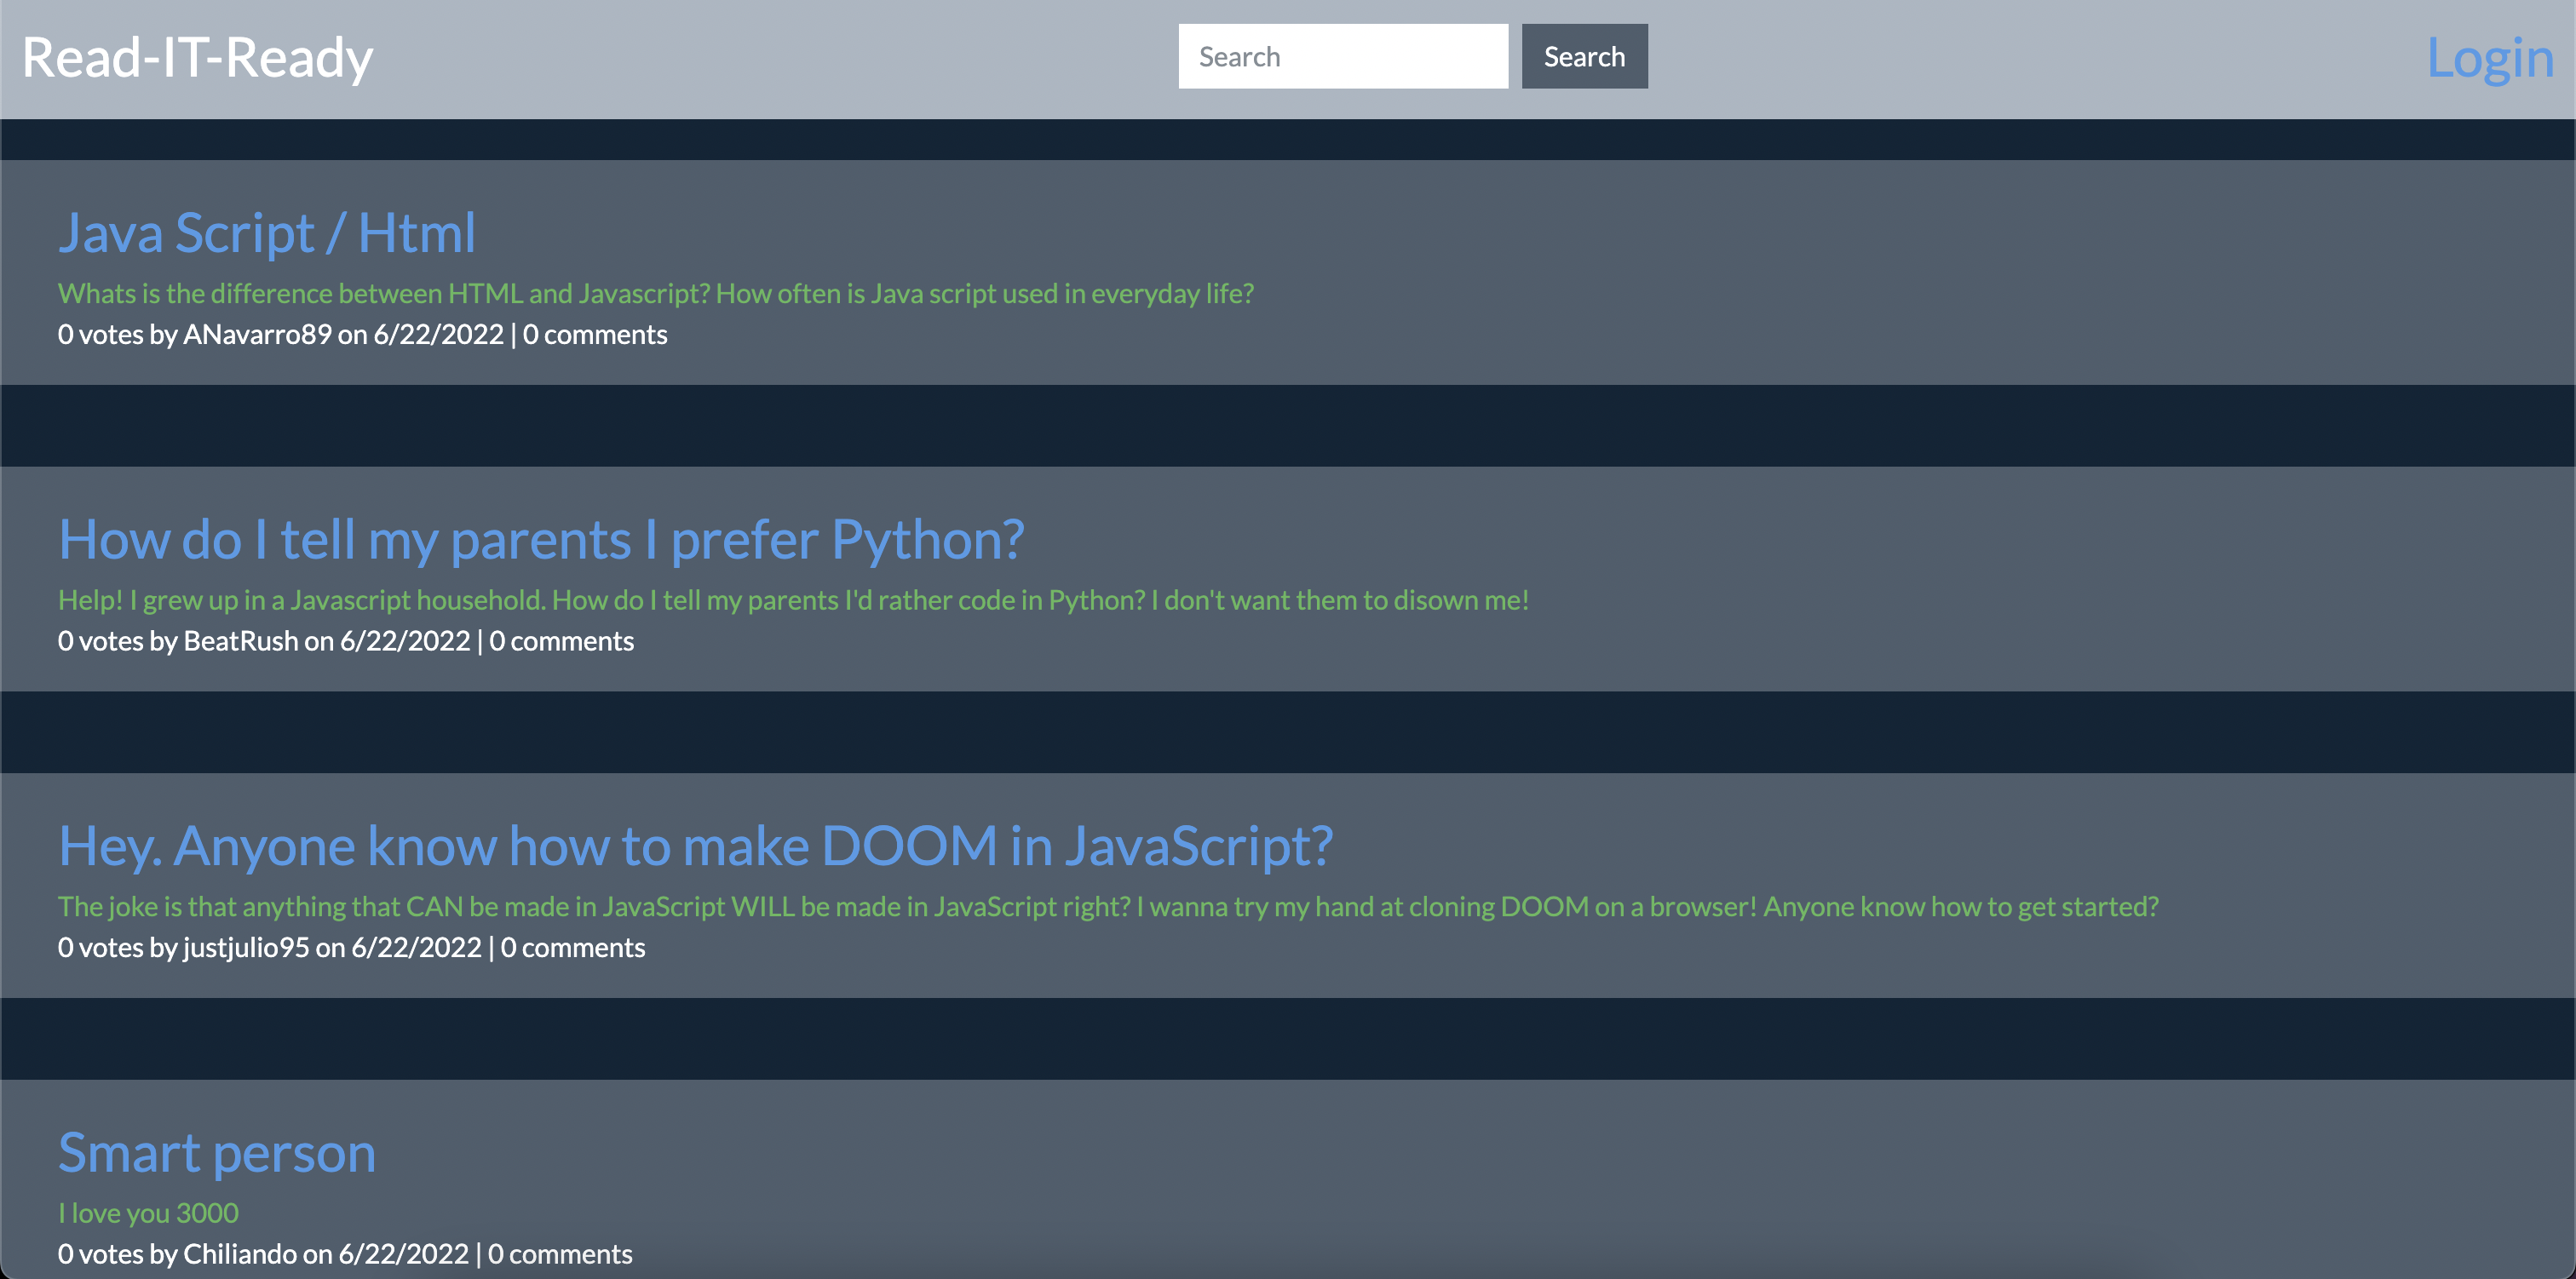 Read-IT-Ready
Search Search
Login
Java Script / Html
Whats is the difference between HTML and Javascript? How often is Java script used in everyday life?
0 votes by ANavarro89 on 6/22/2022 | 0 comments
How do I tell my parents I prefer Python?
Help! I grew up in a Javascript household. How do I tell my parents I'd rather code in Python? I don't want them to disown me!
0 votes by BeatRush on 6/22/2022 | 0 comments
Hey. Anyone know how to make DOOM in JavaScript?
The joke is that anything that CAN be made in JavaScript WILL be made in JavaScript right? I wanna try my hand at cloning DOOM on a browser! Anyone know how to get started?
0 votes by justjulio95 on 6/22/2022 | 0 comments
Smart person
I love you 3000
0 votes by Chiliando on 6/22/2022 | 0 comments